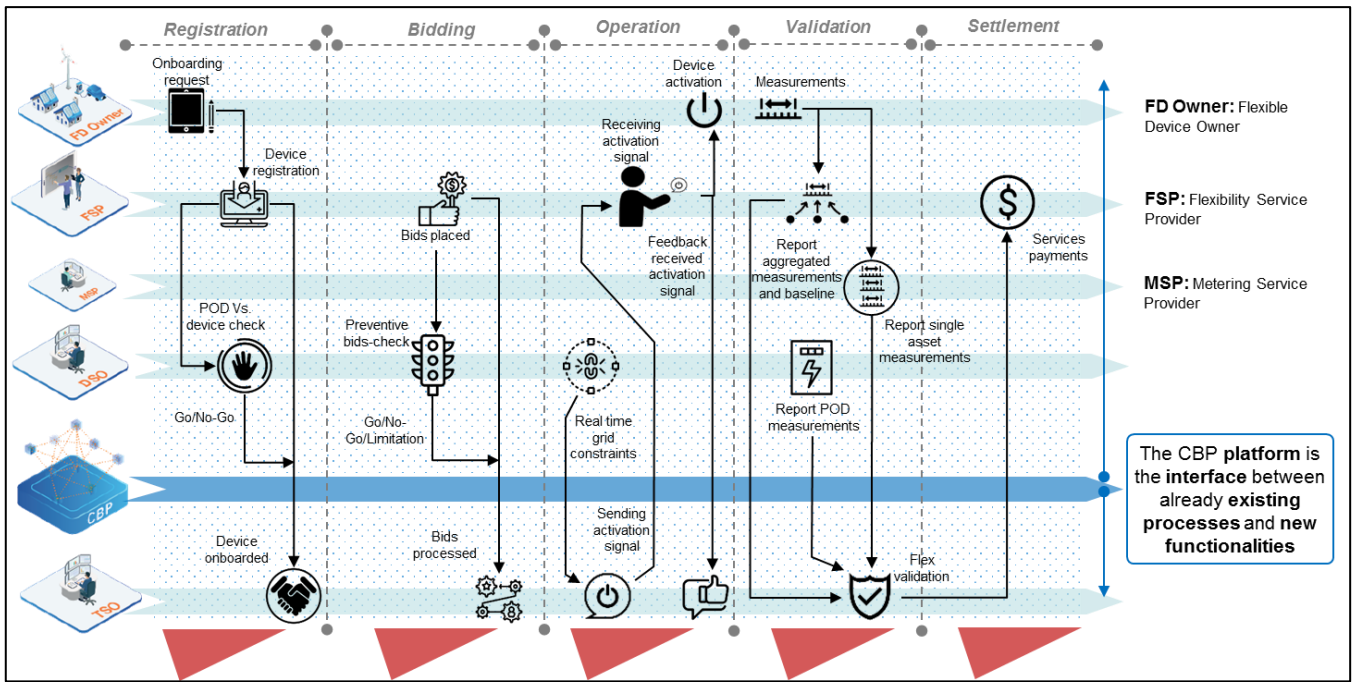 Registration
Bidding
Operation
Validation
Settlement
Onboarding
request
Device
activation
Measurements
FD Owner
FD Owner: Flexible
Device Owner
Receiving
activation
signal
Device
registration
FSP
FSP: Flexibility Service
Provider
Bids placed
Feedback
received
activation
signal
Report
aggregated
measurements
and baseline
Services
payments
MSP
MSP: Metering Service
Provider
POD Vs.
device check
Preventive
bids-check
Report single
asset
measurements
DSO
Go/No-Go
Go/No-
Go/Limitation
Real time
grid
constraints
Report POD
measurements
CBP
The CBP platform is
the interface between
already existing
processes and new
functionalities
Device
onboarded
Bids
processed
Sending
activation
signal
Flex
validation
TSO